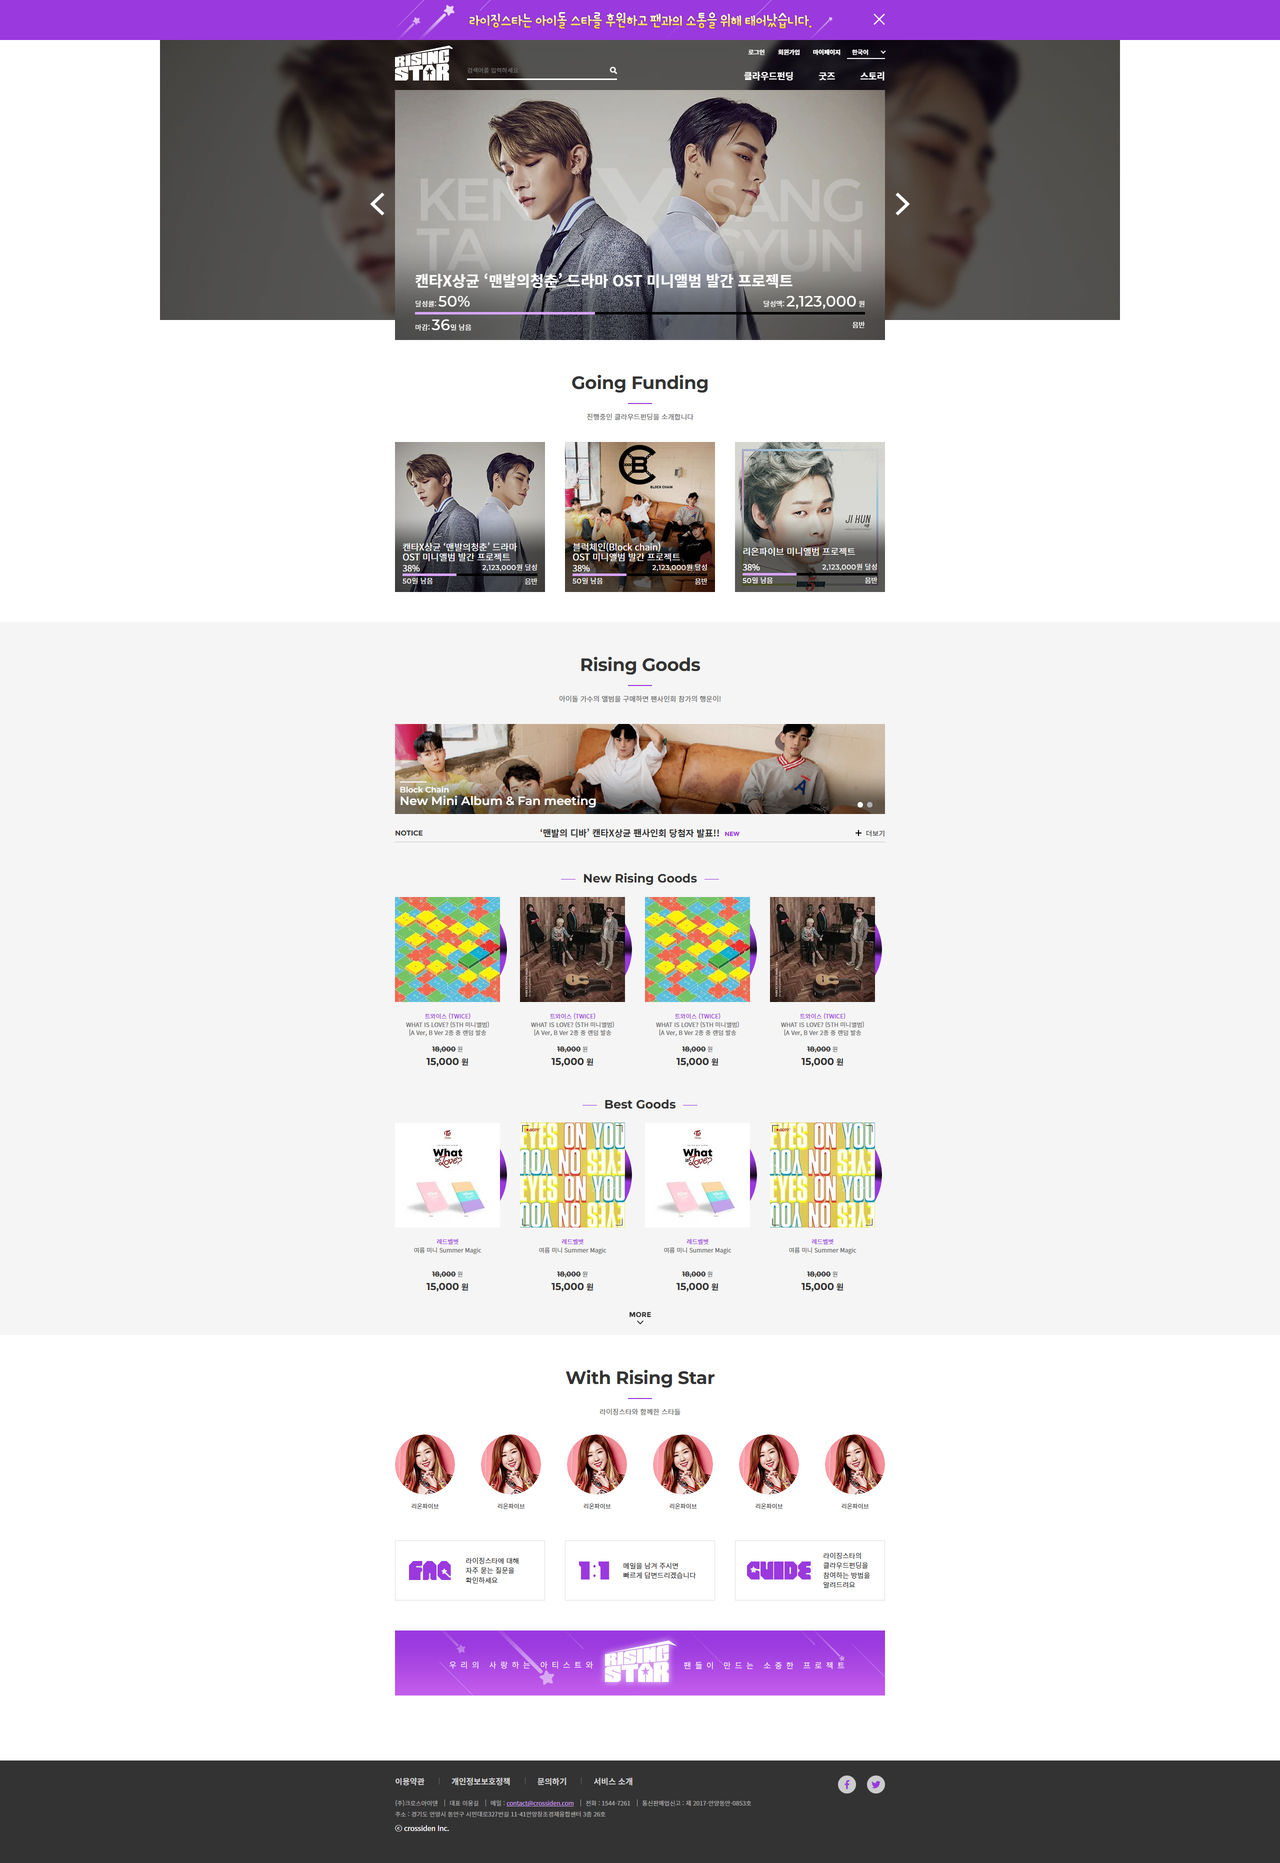 라이징스타는 아이돌 스타를 후원하고 팬과의 소통을 위해 태어났습니다.
RISING STAR
로그인 회원가입 마이페이지 한국어
검색어를 입력하세요
클라우드펀딩 굿즈 스토리
KEN TA X SANG GYUN
캔타X상균 ‘맨발의청춘’ 드라마 OST 미니앨범 발간 프로젝트
달성률: 50% 달성액: 2,123,000 원
마감: 36일 남음 음반
Going Funding
진행중인 클라우드펀딩을 소개합니다
캔타X상균 ‘맨발의청춘’ 드라마
OST 미니앨범 발간 프로젝트
38% 2,123,000원 달성
50일 남음 음반
BLOCK CHAIN
블럭체인(Block chain)
OST 미니앨범 발간 프로젝트
38% 2,123,000원 달성
50일 남음 음반
JI HUN
리온파이브 미니앨범 프로젝트
38% 2,123,000원 달성
50일 남음 음반
Rising Goods
아이돌 가수의 앨범을 구매하면 팬사인회 참가의 행운이!
Block Chain
New Mini Album & Fan meeting
NOTICE ‘맨발의 디바’ 캔타X상균 팬사인회 당첨자 발표!! NEW + 더보기
New Rising Goods
트와이스 (TWICE)
WHAT IS LOVE? (5TH 미니앨범)
[A Ver, B Ver 2종 중 랜덤 발송
18,000 원
15,000 원
트와이스 (TWICE)
WHAT IS LOVE? (5TH 미니앨범)
[A Ver, B Ver 2종 중 랜덤 발송
18,000 원
15,000 원
트와이스 (TWICE)
WHAT IS LOVE? (5TH 미니앨범)
[A Ver, B Ver 2종 중 랜덤 발송
18,000 원
15,000 원
트와이스 (TWICE)
WHAT IS LOVE? (5TH 미니앨범)
[A Ver, B Ver 2종 중 랜덤 발송
18,000 원
15,000 원
Best Goods
What is Love?
레드벨벳
여름 미니 Summer Magic
18,000 원
15,000 원
EYES ON YOU
레드벨벳
여름 미니 Summer Magic
18,000 원
15,000 원
What is Love?
레드벨벳
여름 미니 Summer Magic
18,000 원
15,000 원
EYES ON YOU
레드벨벳
여름 미니 Summer Magic
18,000 원
15,000 원
MORE
With Rising Star
라이징스타와 함께한 스타들
리온파이브 리온파이브 리온파이브 리온파이브 리온파이브 리온파이브
FAQ
라이징스타에 대해
자주 묻는 질문을
확인하세요
1:1
메일을 남겨 주시면
빠르게 답변드리겠습니다
GUIDE
라이징스타의
클라우드펀딩을
참여하는 방법을
알려드려요
우리의 사랑하는 아티스트와 RISING STAR 팬들이 만드는 소중한 프로젝트
이용약관 개인정보보호정책 문의하기 서비스 소개
(주)크로스아이덴 대표 이웅길 메일 : contact@crossiden.com 전화 : 1544-7261 통신판매업신고 : 제 2017-안양동안-0853호
주소 : 경기도 안양시 동안구 시민대로327번길 11-41안양창조경제융합센터 3층 26호
ⓒ crossiden Inc.